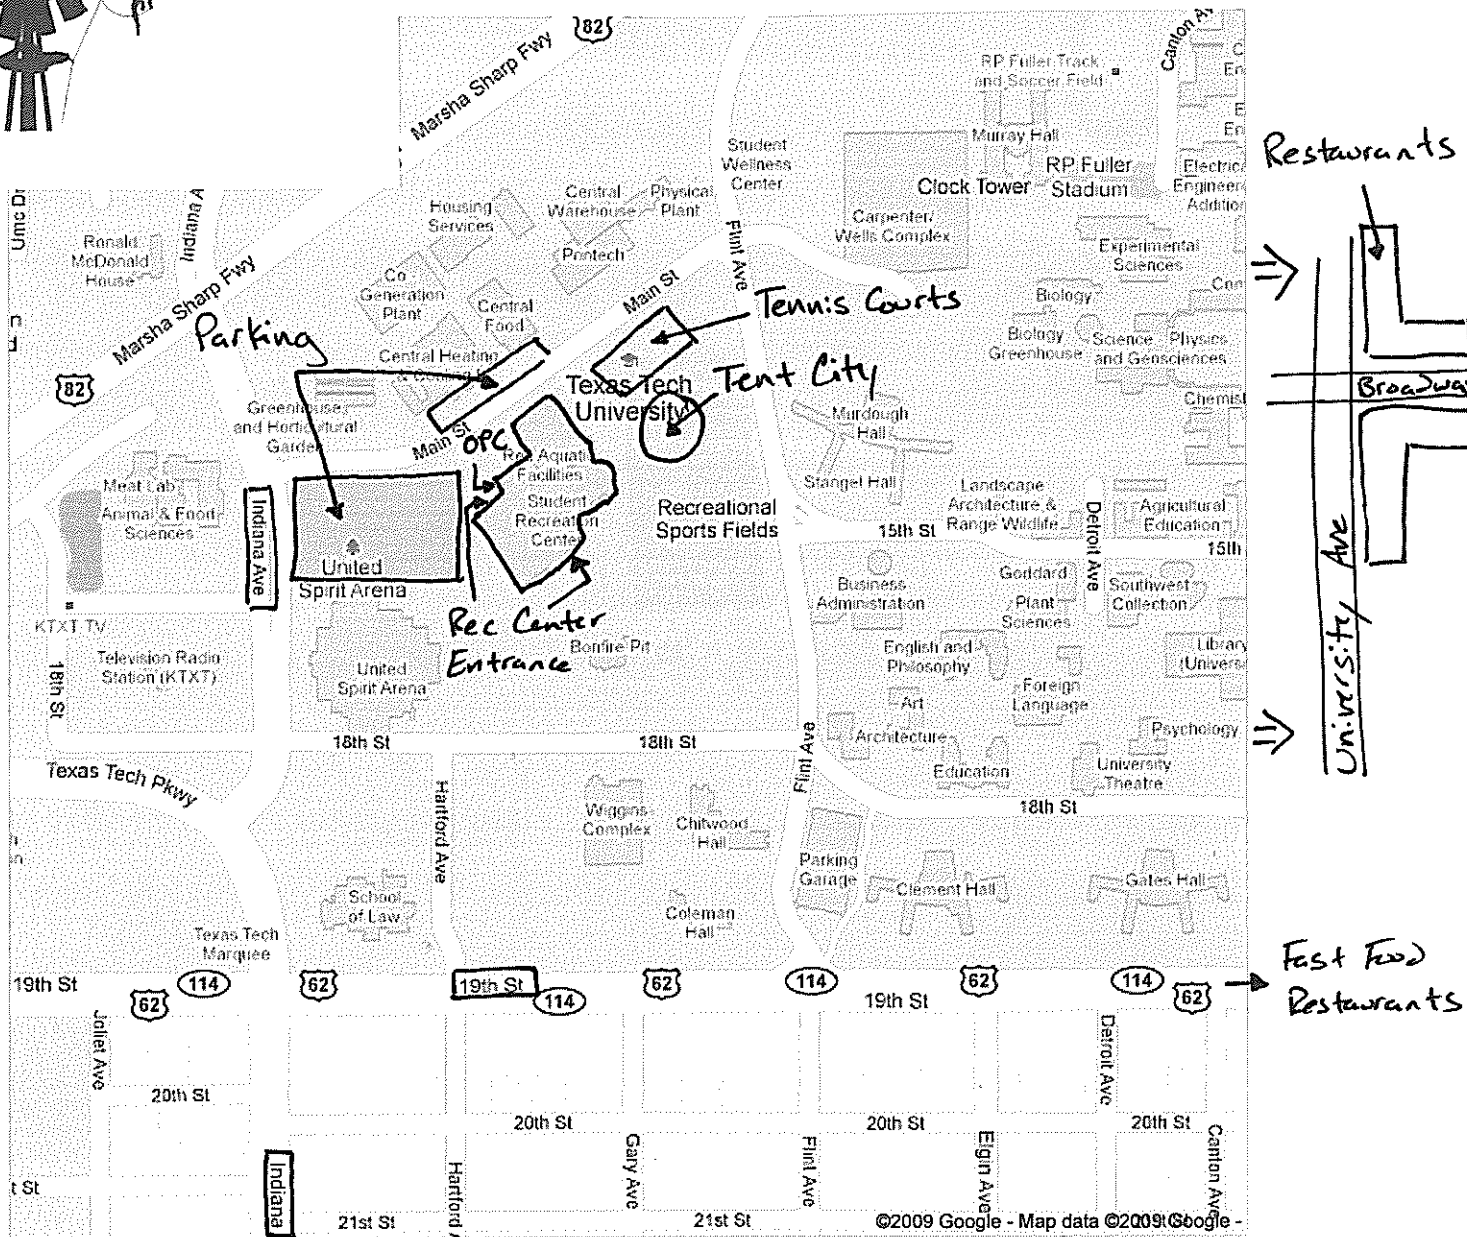 82
Marsha Sharp Fwy
Canton Av
RP Fuller Track
and Soccer Field
Murray Hall
RP Fuller
Stadium
Clock Tower
Student
Wellness
Center
Carpenter/
Wells Complex
Electrica
Engineer
Addition
Restaurants
Umc Dr
Indiana A
Ronald
McDonald
House
Housing
Services
Central
Warehouse
Physical
Plant
Printech
Flint Ave
Experimental
Sciences
Co
Generation
Plant
Central
Food
Main St
Tennis Courts
Biology
Marsha Sharp Fwy
Parking
Central Heating
Biology
Greenhouse
Science Physics
and Geosciences
82
Texas Tech
University
Tent City
Broadway
Chemist
Greenhouse
and Horticultural
Garden
Main St
OPC
Rec Aquatic
Facilities
Murdough
Hall
Stangel Hall
Meat Lab
Animal & Food
Sciences
Indiana Ave
Student
Recreation
Center
Recreational
Sports Fields
Landscape
Architecture &
Range Wildlife
Detroit Ave
Agricultural
Education
15th St
15th
University Ave
United
Spirit Arena
Business
Administration
Goddard
Plant
Sciences
Southwest
Collection
KTXT TV
Rec Center
Entrance
Bonfire Pit
Television Radio
Station (KTXT)
United
Spirit Arena
English and
Philosophy
Library
(Universi
18th St
Foreign
Language
Art
Architecture
Psychology
18th St
18th St
Flint Ave
Education
University
Theatre
Texas Tech Pkwy
Hartford Ave
Wiggins
Complex
Chitwood
Hall
18th St
Parking
Garage
Clement Hall
Gates Hall
School
of Law
Coleman
Hall
Texas Tech
Marquee
Fast Food
Restaurants
19th St
114
62
62
19th St
114
62
114
19th St
62
114
62
Joliet Ave
Detroit Ave
20th St
20th St
20th St
20th St
Indiana
Hartford
Gary Ave
Flint Ave
Elgin Ave
Canton Ave
t St
21st St
21st St
©2009 Google - Map data ©2009 Google -